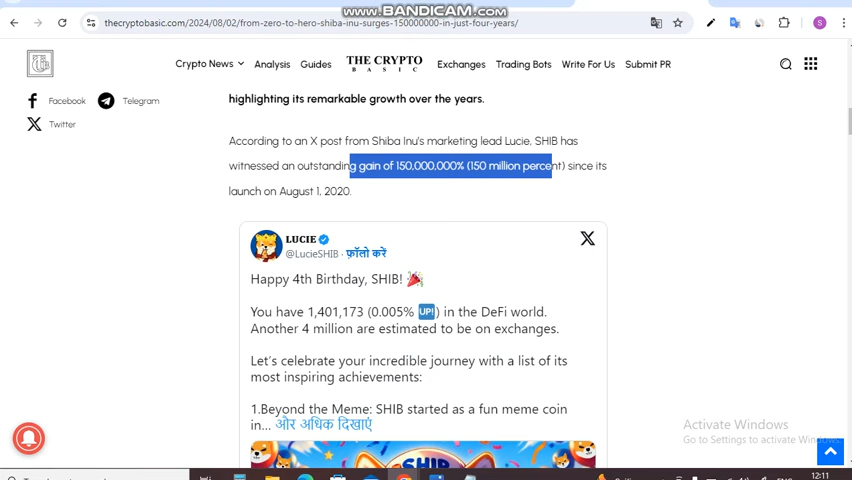 WWW.BANDICAM.COM
thecryptobasic.com/2024/08/02/from-zero-to-hero-shiba-inu-surges-150000000-in-just-four-years/
S
Crypto News Analysis Guides THE CRYPTO BASIC Exchanges Trading Bots Write For Us Submit PR
Facebook Telegram
Twitter
highlighting its remarkable growth over the years.
According to an X post from Shiba Inu's marketing lead Lucie, SHIB has
witnessed an outstanding gain of 150,000,000% (150 million percent) since its
launch on August 1, 2020.
LUCIE
@LucieSHIB · फ़ॉलो करें
Happy 4th Birthday, SHIB!
You have 1,401,173 (0.005% UP!) in the DeFi world.
Another 4 million are estimated to be on exchanges.
Let's celebrate your incredible journey with a list of its
most inspiring achievements:
1.Beyond the Meme: SHIB started as a fun meme coin
in... और अधिक दिखाएं
SHIB
Activate Windows
Go to Settings to activate Windows.
12:11